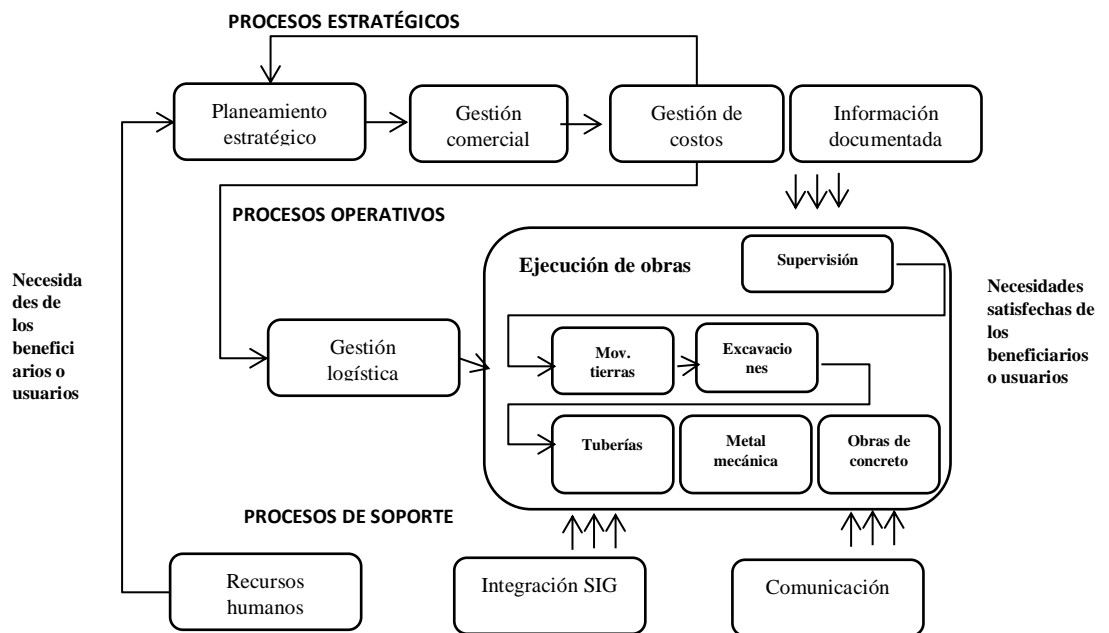 PROCESOS ESTRATÉGICOS
Planeamiento
estratégico
Gestión
comercial
Gestión de
costos
Información
documentada
PROCESOS OPERATIVOS
Necesida
des de
los
benefici
arios o
usuarios
Ejecución de obras
Supervisión
Necesidades
satisfechas de
los
beneficiarios
o usuarios
Gestión
logística
Mov.
tierras
Excavacio
nes
Tuberías
Metal
mecánica
Obras de
concreto
PROCESOS DE SOPORTE
Recursos
humanos
Integración SIG
Comunicación